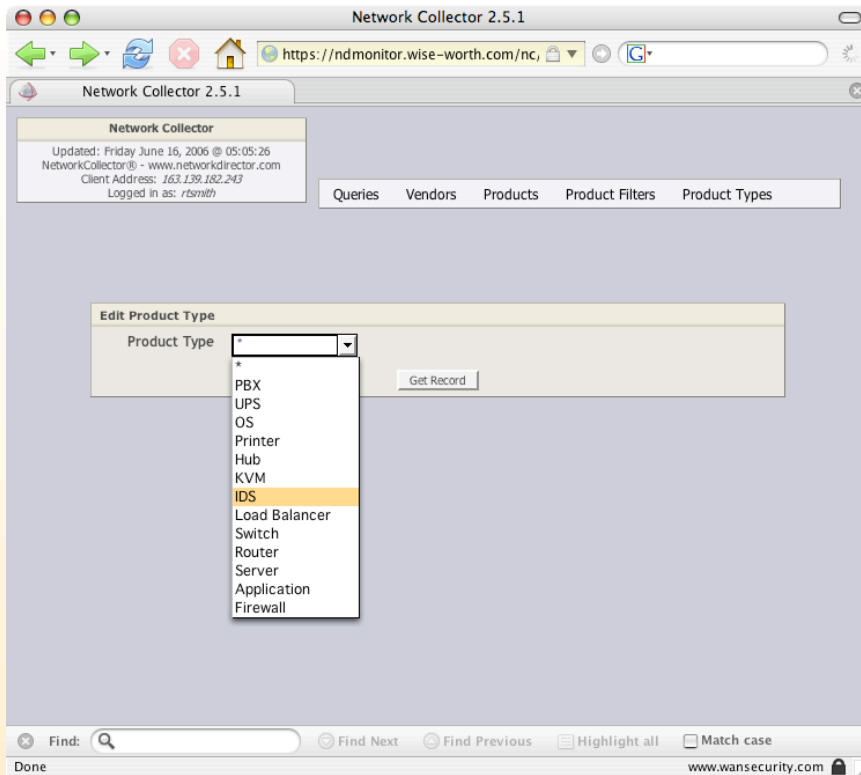 Network Collector 2.5.1
https://ndmonitor.wise-worth.com/nc/
G
Network Collector 2.5.1
Network Collector
Updated: Friday June 16, 2006 @ 05:05:26
NetworkCollector® - www.networkdirector.com
Client Address: 163.139.182.243
Logged in as: rtsmith
Queries Vendors Products Product Filters Product Types
Edit Product Type
Product Type *
*
Get Record
PBX
UPS
OS
Printer
Hub
KVM
IDS
Load Balancer
Switch
Router
Server
Application
Firewall
Find: Find Next Find Previous Highlight all Match case
Done www.wansecurity.com